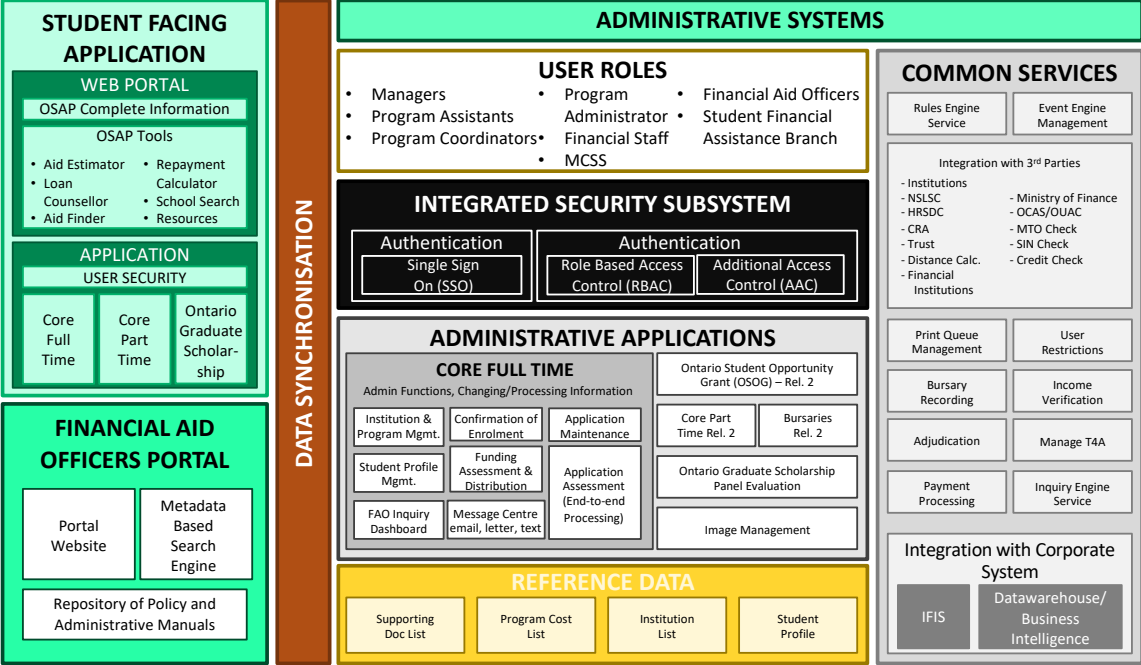 STUDENT FACING
APPLICATION
WEB PORTAL
OSAP Complete Information
OSAP Tools
• Aid Estimator
• Loan
Counsellor
• Aid Finder
• Repayment
Calculator
• School Search
• Resources
APPLICATION
USER SECURITY
Core
Full
Time
Core
Part
Time
Ontario
Graduate
Scholar-
ship
FINANCIAL AID
OFFICERS PORTAL
Portal
Website
Metadata
Based
Search
Engine
Repository of Policy and
Administrative Manuals
DATA SYNCHRONISATION
ADMINISTRATIVE SYSTEMS
USER ROLES
• Managers
• Program Assistants
• Program Coordinators
• Program
Administrator
• Financial Staff
• MCSS
• Financial Aid Officers
• Student Financial
Assistance Branch
INTEGRATED SECURITY SUBSYSTEM
Authentication
Single Sign
On (SSO)
Authentication
Role Based Access
Control (RBAC)
Additional Access
Control (AAC)
ADMINISTRATIVE APPLICATIONS
CORE FULL TIME
Admin Functions, Changing/Processing Information
Institution &
Program Mgmt.
Confirmation of
Enrolment
Application
Maintenance
Student Profile
Mgmt.
Funding
Assessment &
Distribution
Application
Assessment
(End-to-end
Processing)
FAO Inquiry
Dashboard
Message Centre
email, letter, text
Ontario Student Opportunity
Grant (OSOG) – Rel. 2
Core Part
Time Rel. 2
Bursaries
Rel. 2
Ontario Graduate Scholarship
Panel Evaluation
Image Management
REFERENCE DATA
Supporting
Doc List
Program Cost
List
Institution
List
Student
Profile
COMMON SERVICES
Rules Engine
Service
Event Engine
Management
Integration with 3rd Parties
- Institutions
- NSLSC
- HRSDC
- CRA
- Trust
- Distance Calc.
- Financial
Institutions
- Ministry of Finance
- OCAS/OUAC
- MTO Check
- SIN Check
- Credit Check
Print Queue
Management
User
Restrictions
Bursary
Recording
Income
Verification
Adjudication
Manage T4A
Payment
Processing
Inquiry Engine
Service
Integration with Corporate
System
IFIS
Datawarehouse/
Business
Intelligence